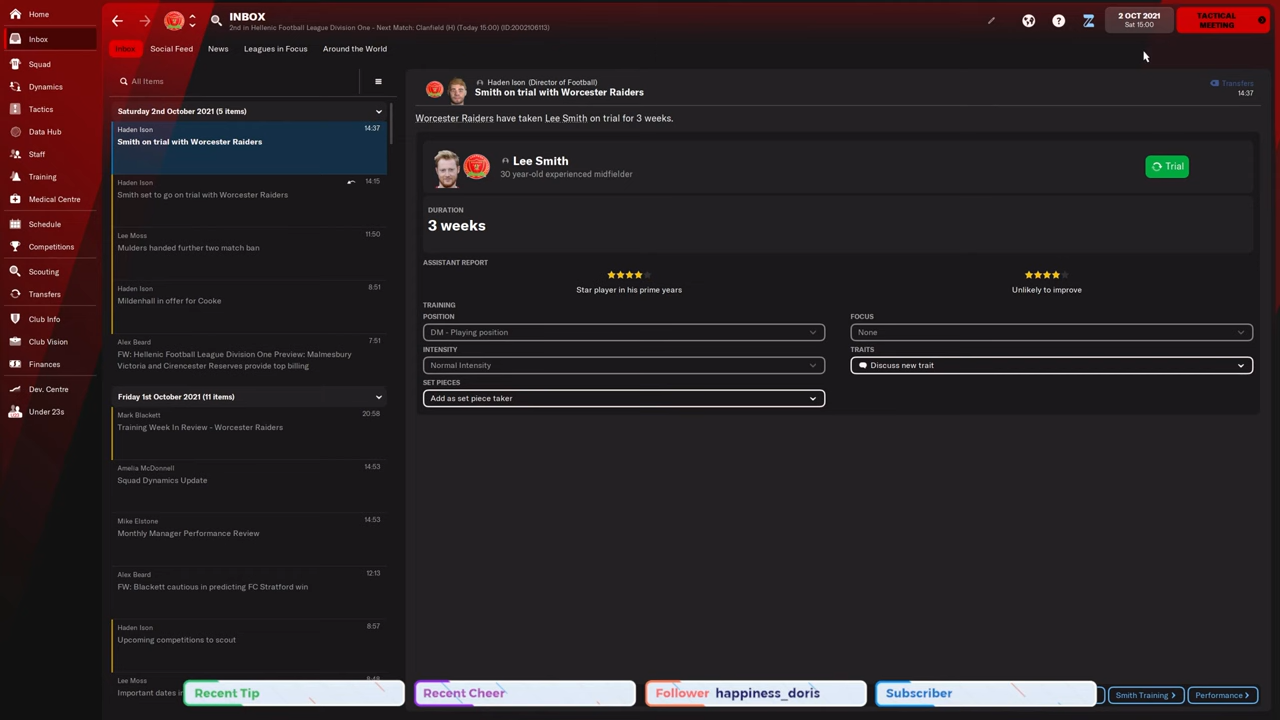 Home
Inbox
Squad
Dynamics
Tactics
Data Hub
Staff
Training
Medical Centre
Schedule
Competitions
Scouting
Transfers
Club Info
Club Vision
Finances
Dev. Centre
Under 23s
INBOX
2nd in Hellenic Football League Division One - Next Match: Clanfield (H) (Today 15:00) (ID:2002106113)
2 OCT 2021
Sat 15:00
TACTICAL
MEETING
Inbox
Social Feed
News
Leagues in Focus
Around the World
All Items
Saturday 2nd October 2021 (5 items)
Haden Ison 14:37
Smith on trial with Worcester Raiders
Haden Ison 14:15
Smith set to go on trial with Worcester Raiders
Lee Moss 11:50
Mulders handed further two match ban
Haden Ison 8:51
Mildenhall in offer for Cooke
Alex Beard 7:51
FW: Hellenic Football League Division One Preview: Malmesbury
Victoria and Cirencester Reserves provide top billing
Friday 1st October 2021 (11 items)
Mark Blackett 20:58
Training Week In Review - Worcester Raiders
Amelia McDonnell 14:53
Squad Dynamics Update
Mike Elstone 14:53
Monthly Manager Performance Review
Alex Beard 12:13
FW: Blackett cautious in predicting FC Stratford win
Haden Ison 8:57
Upcoming competitions to scout
Lee Moss
Important dates
Haden Ison (Director of Football)
Smith on trial with Worcester Raiders
Transfers
14:37
Worcester Raiders have taken Lee Smith on trial for 3 weeks.
Lee Smith
30 year-old experienced midfielder
Trial
DURATION
3 weeks
ASSISTANT REPORT
Star player in his prime years
Unlikely to improve
TRAINING
POSITION
DM - Playing position
FOCUS
None
INTENSITY
Normal Intensity
TRAITS
Discuss new trait
SET PIECES
Add as set piece taker
Smith Training
Performance
Recent Tip
Recent Cheer
Follower happiness_doris
Subscriber